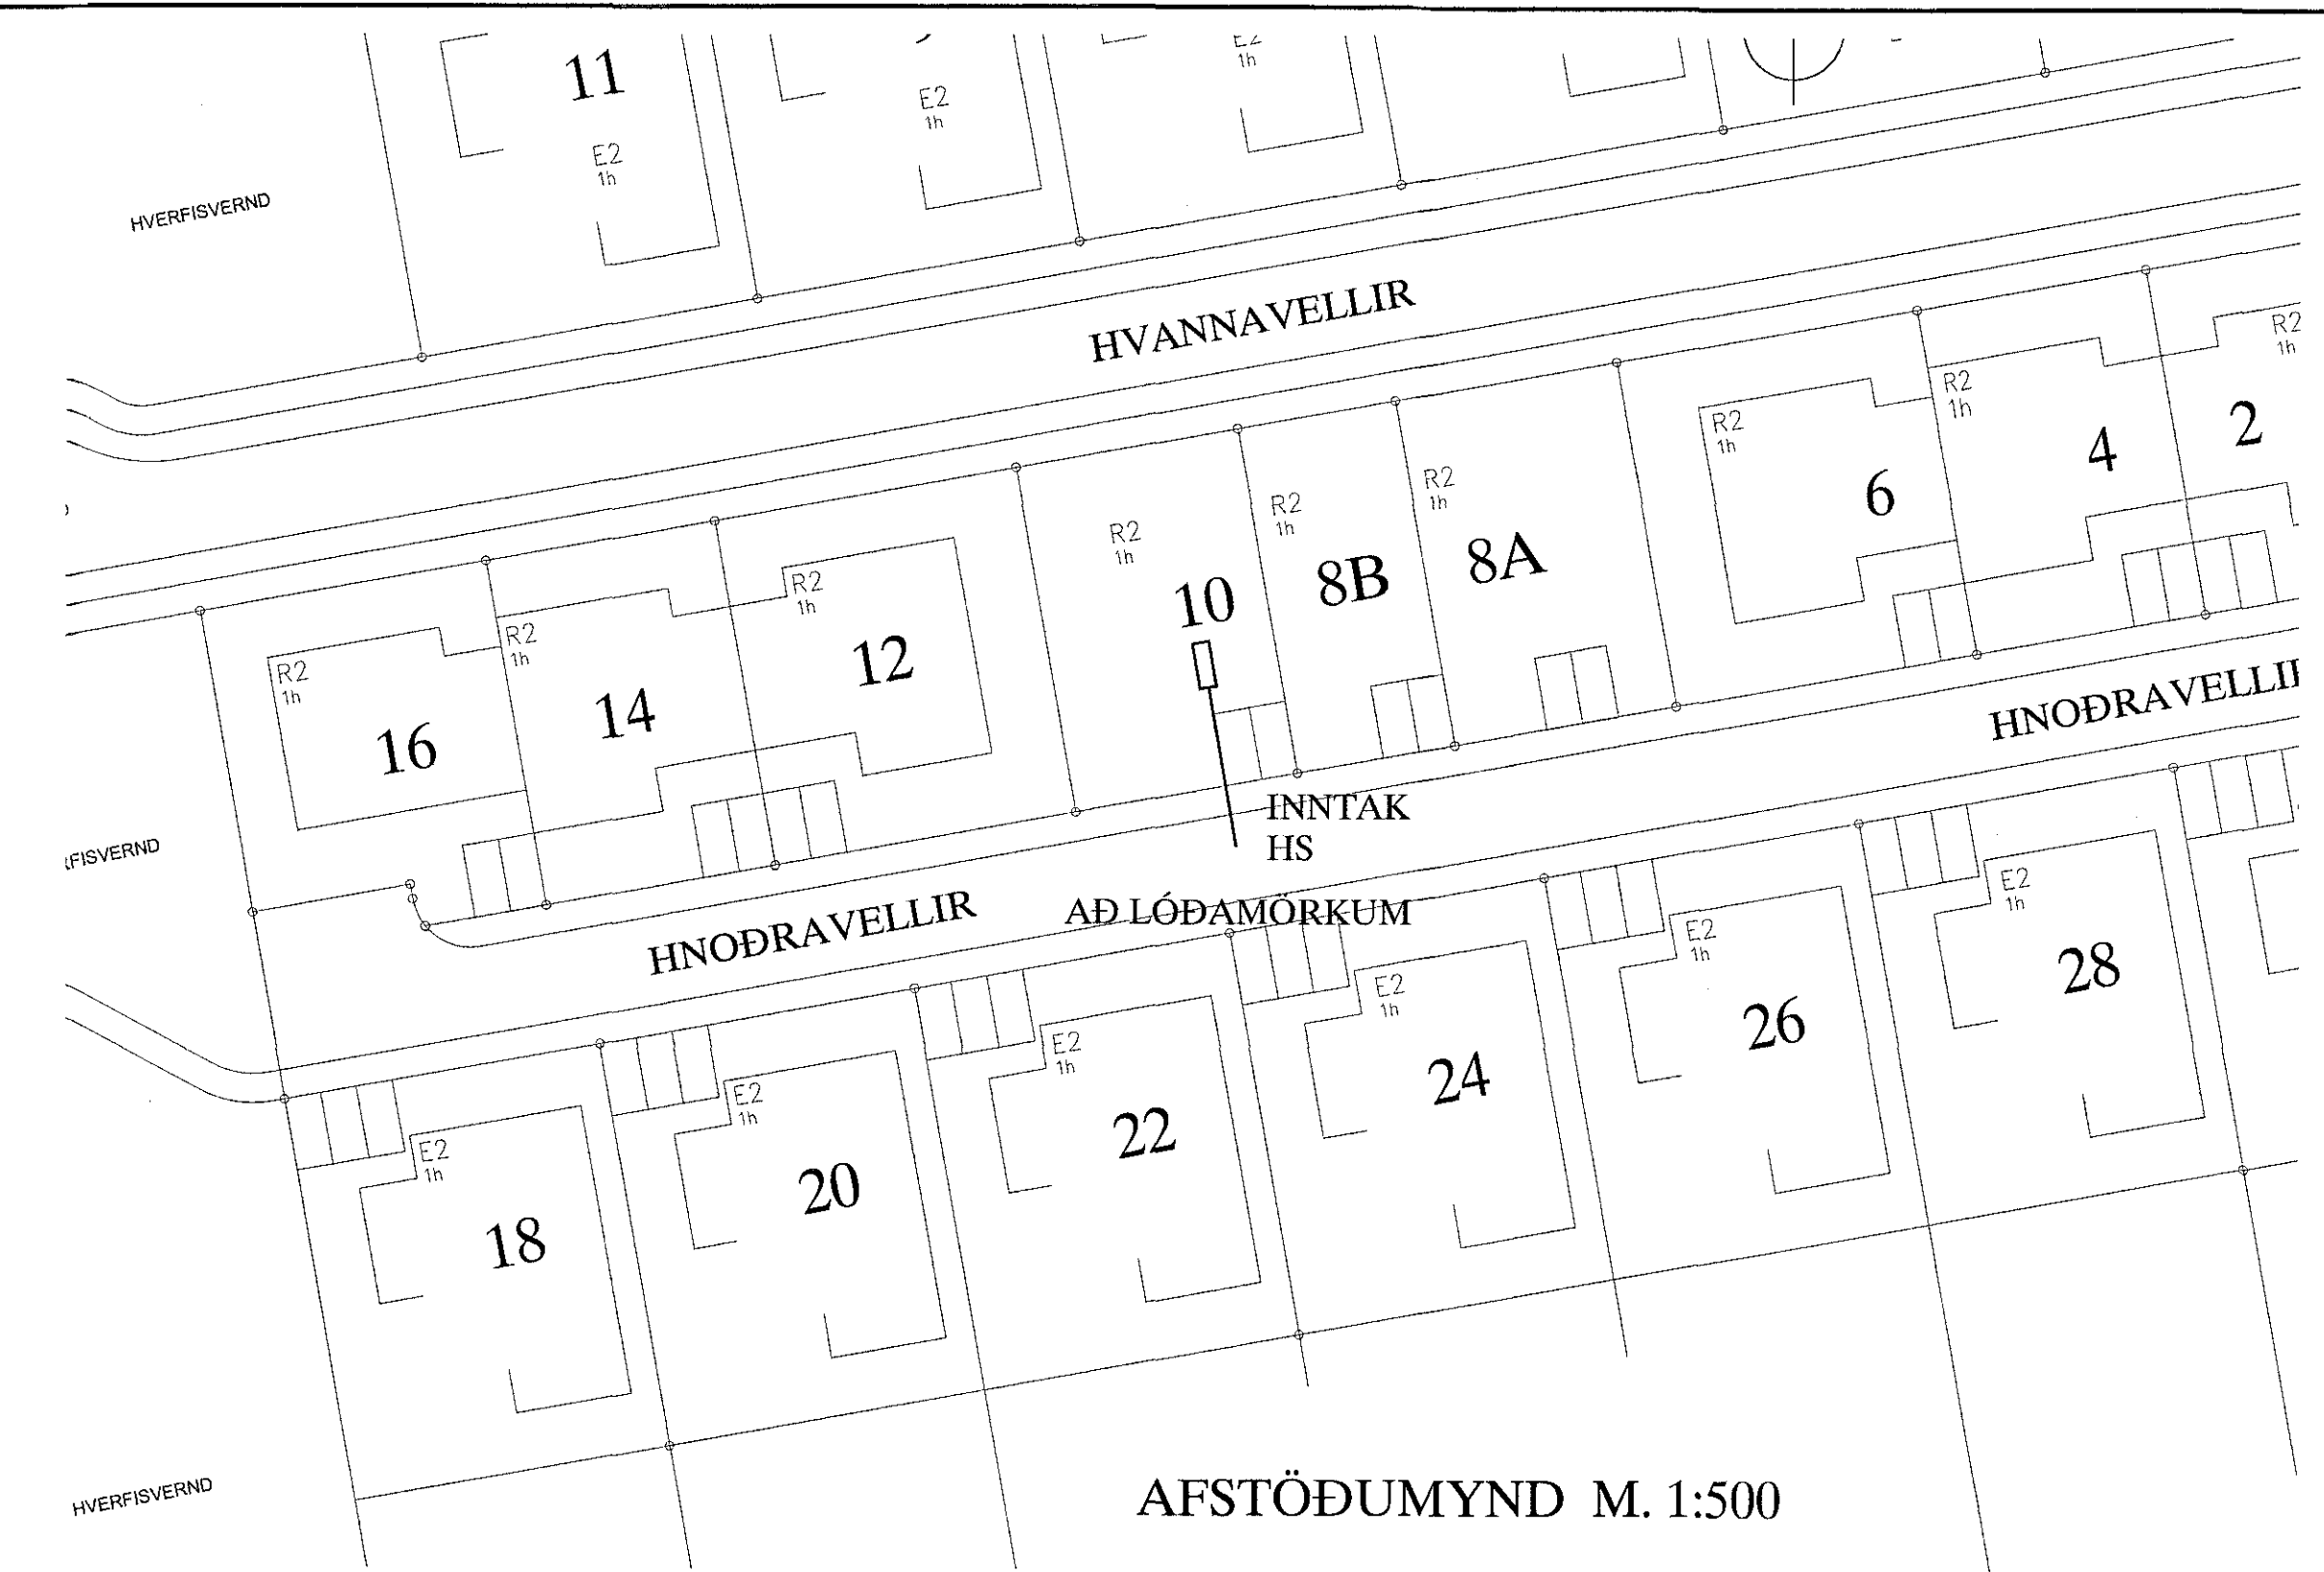 11
E2
1h
E2
1h
E2
1h
HVERFISVERND
HVANNAVELLIR
R2
1h
2
R2
1h
4
R2
1h
6
R2
1h
8A
R2
1h
8B
R2
1h
10
R2
1h
12
R2
1h
14
R2
1h
16
HNOÐRAVELLIR
INNTAK
HS
FISVERND
HNOÐRAVELLIR
AÐ LÓÐAMÖRKUM
E2
1h
28
E2
1h
26
E2
1h
24
E2
1h
22
E2
1h
20
E2
1h
18
HVERFISVERND
AFSTÖÐUMYND M. 1:500